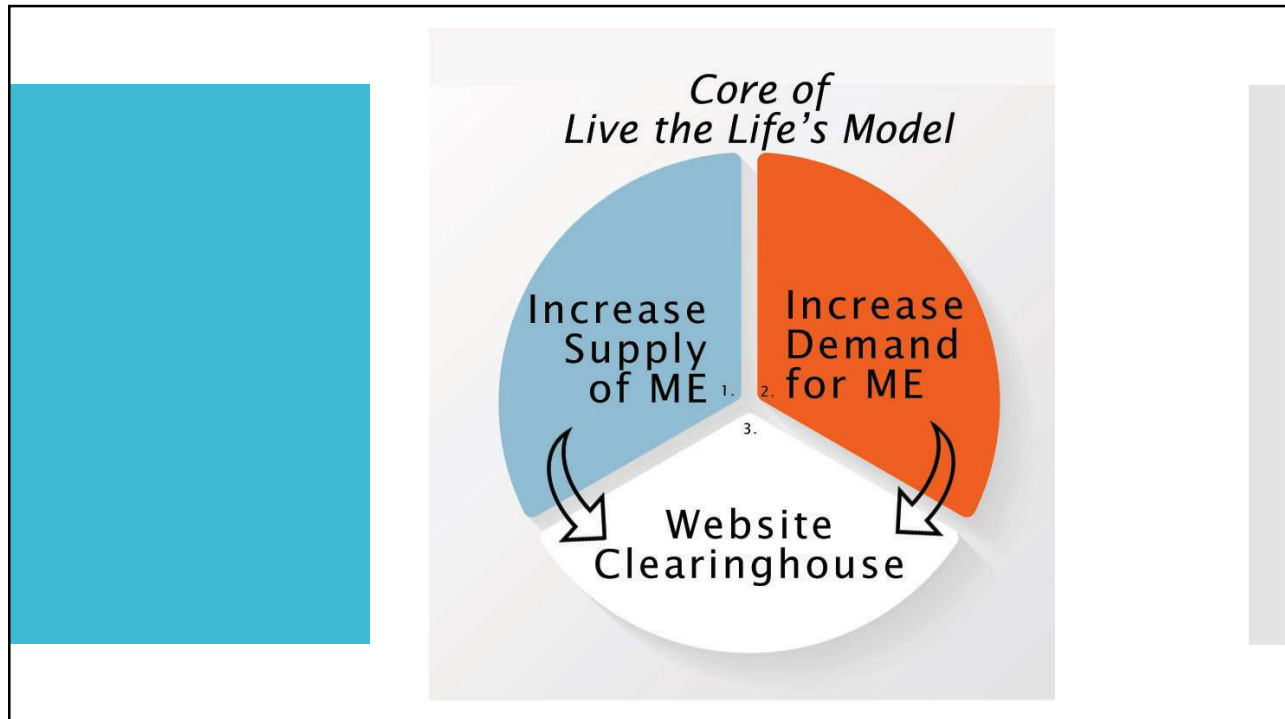 Core of
Live the Life's Model
Increase
Supply
of ME 1.
Increase
Demand
2. for ME
3.
Website
Clearinghouse